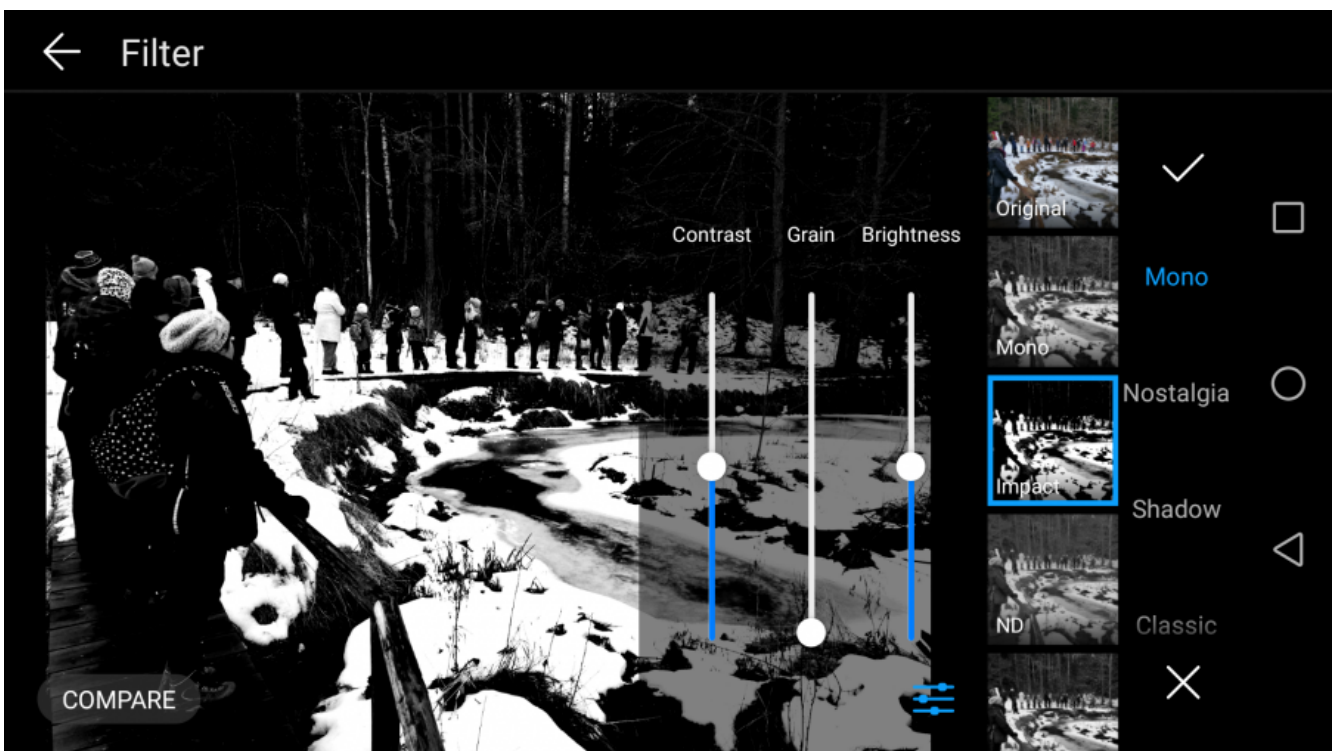 Filter
Contrast Grain Brightness
Original
Mono
Impact
ND
Mono
Nostalgia
Shadow
Classic
COMPARE